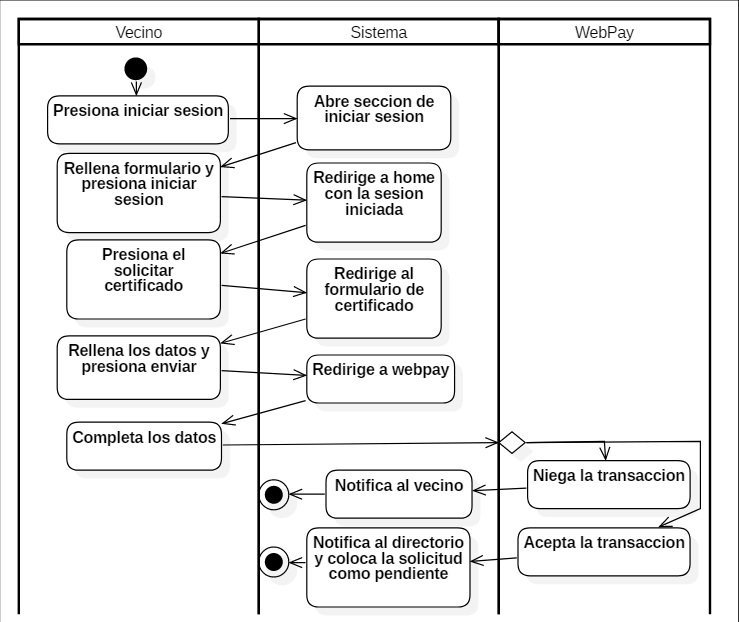 Vecino
Sistema
WebPay
Presiona iniciar sesion
Abre seccion de
iniciar sesion
Rellena formulario y
presiona iniciar
sesion
Redirige a home
con la sesion
iniciada
Presiona el
solicitar
certificado
Redirige al
formulario de
certificado
Rellena los datos y
presiona enviar
Redirige a webpay
Completa los datos
Niega la transaccion
Notifica al vecino
Acepta la transaccion
Notifica al directorio
y coloca la solicitud
como pendiente